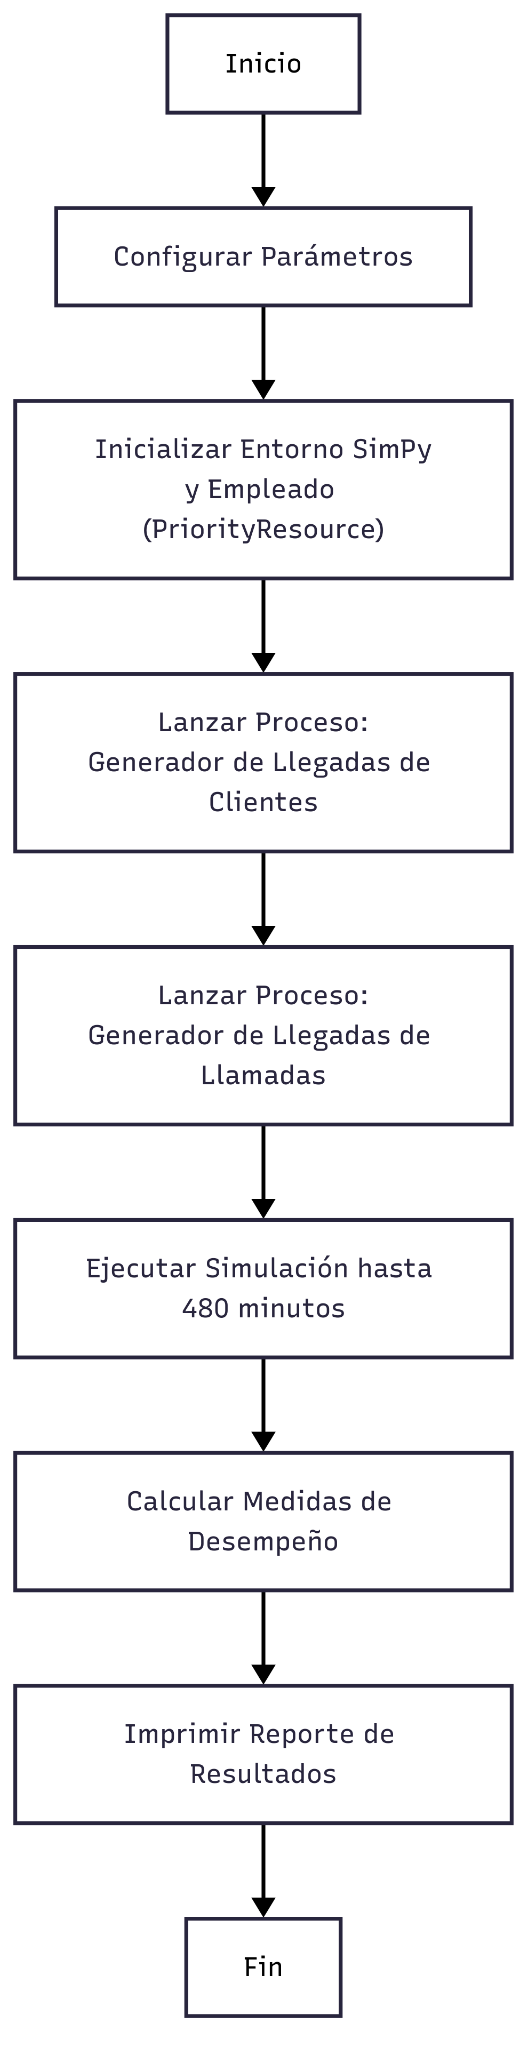 Inicio
Configurar Parámetros
Inicializar Entorno SimPy
y Empleado
(PriorityResource)
Lanzar Proceso:
Generador de Llegadas de
Clientes
Lanzar Proceso:
Generador de Llegadas de
Llamadas
Ejecutar Simulación hasta
480 minutos
Calcular Medidas de
Desempeño
Imprimir Reporte de
Resultados
Fin